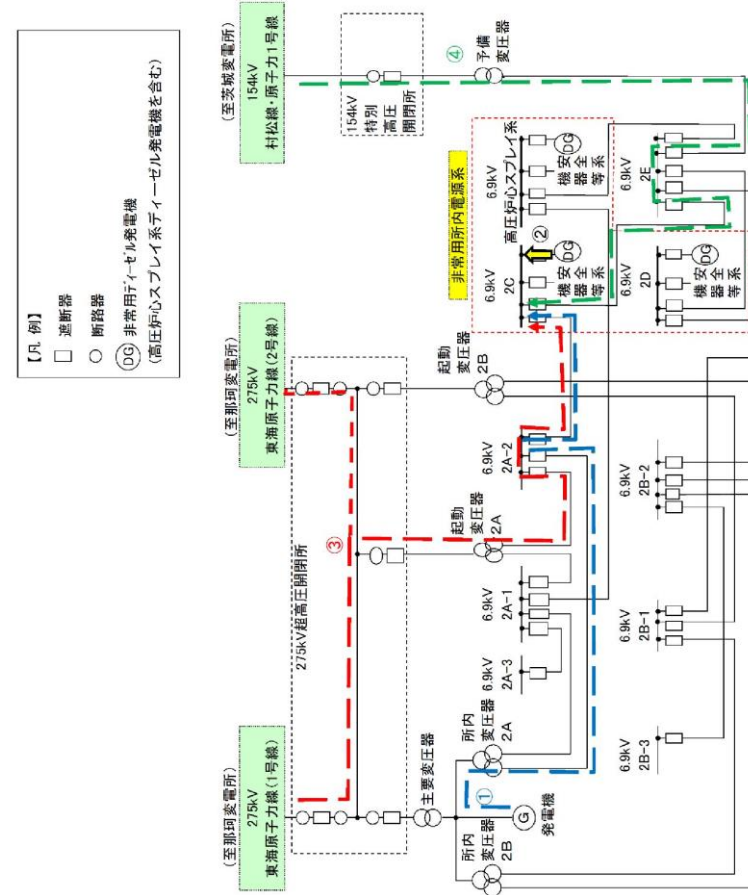 【凡 例】
□ 遮断器
○ 断路器
DG 非常用ディーゼル発電機
(高圧炉心スプレイ系ディーゼル発電機を含む)
(至那珂変電所)
275kV
東海原子力線(1号線)
(至那珂変電所)
275kV
東海原子力線(2号線)
(至茨城変電所)
154kV
村松線・原子力1号線
275kV超高圧開閉所
③
154kV
特別
高圧
開閉所
④
予備
変圧器
主要変圧器
起動
変圧器
2A
起動
変圧器
2B
所内
変圧器
2B
①
G
発電機
所内
変圧器
2A
6.9kV
2A-3
6.9kV
2A-1
6.9kV
2A-2
非常用所内電源系
6.9kV
2C
②
DG
安全系
機器等
6.9kV
高圧炉心スプレイ系
DG
安全系
機器等
6.9kV
2B-3
6.9kV
2B-1
6.9kV
2B-2
6.9kV
2D
DG
安全系
機器等
6.9kV
2E